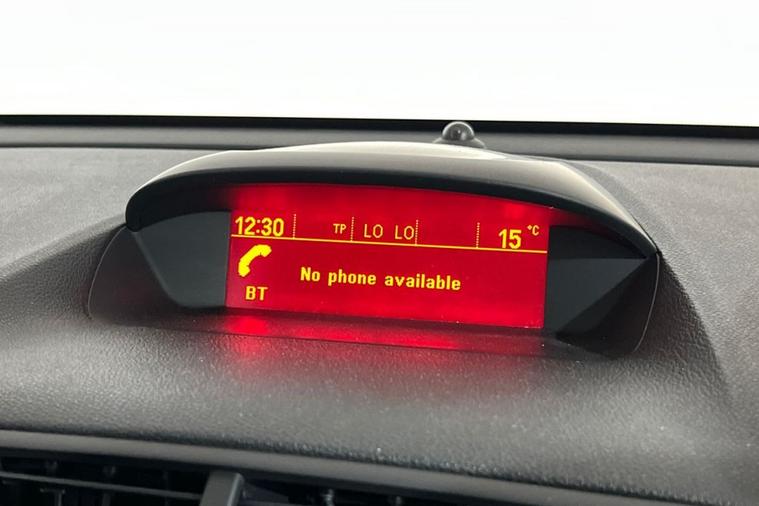 12:30 TP LO LO 15 °C
No phone available
BT